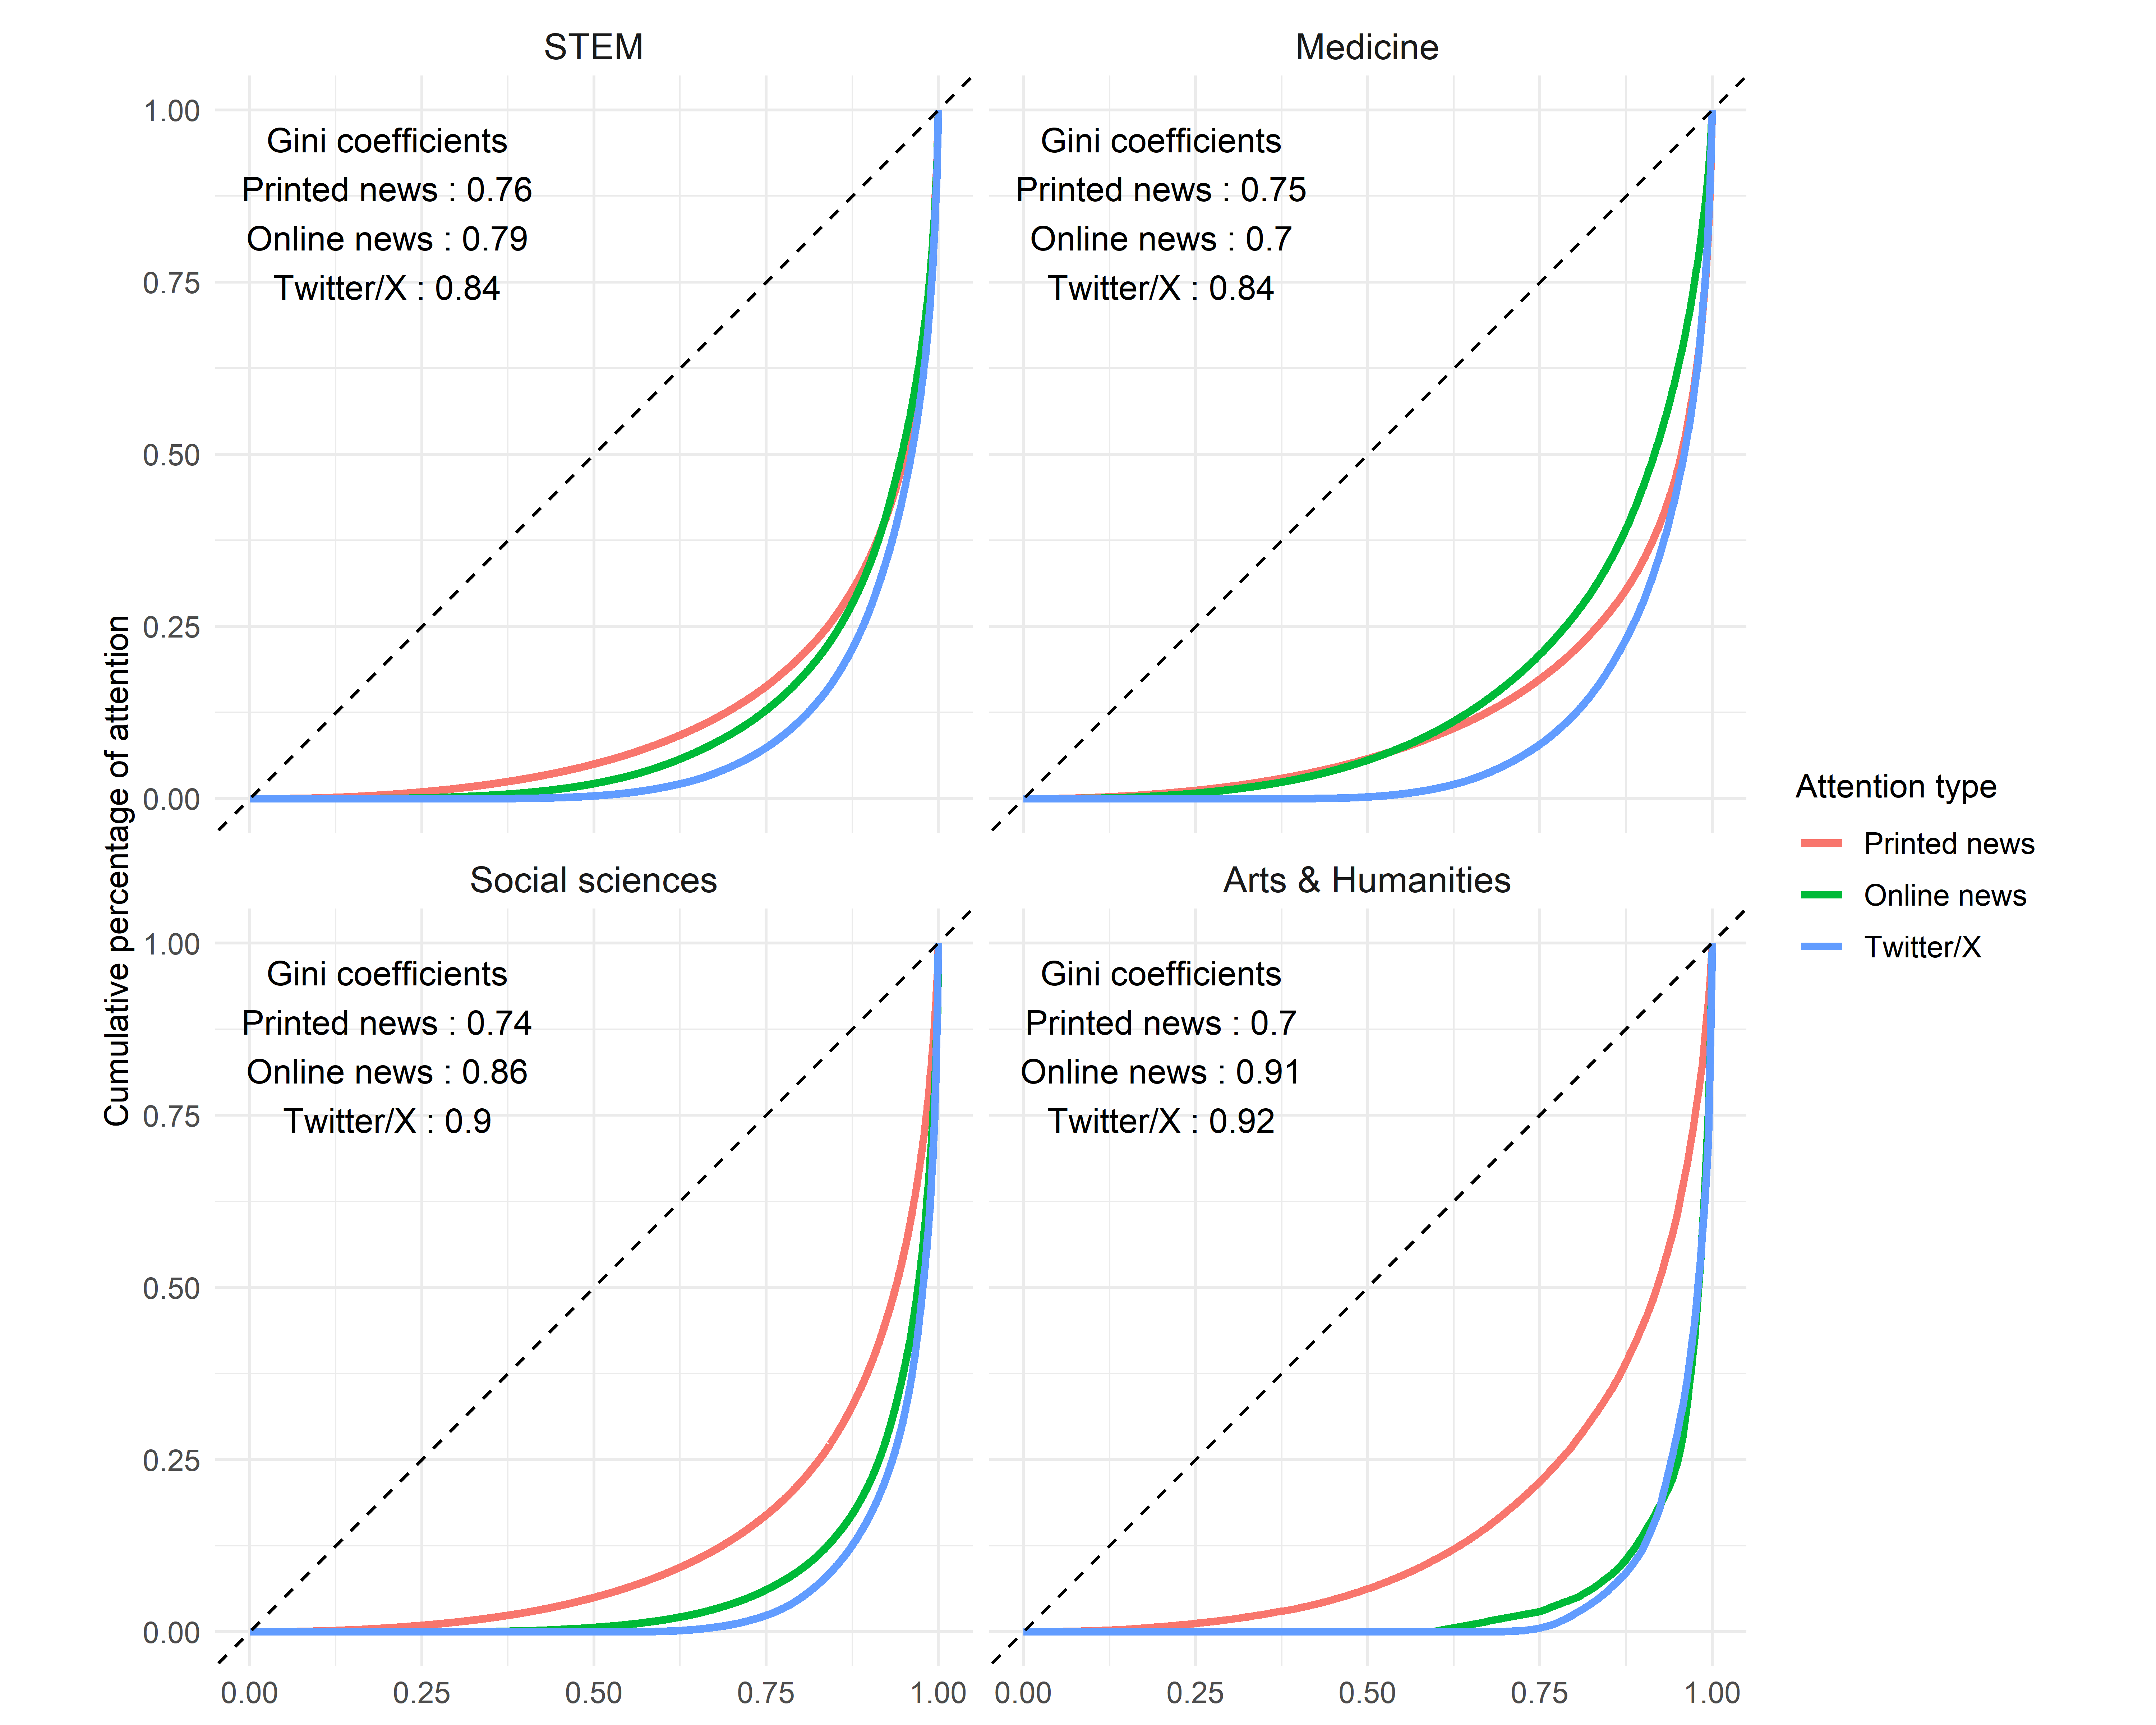 STEM
Medicine
1.00
0.75
0.50
0.25
0.00
Gini coefficients
Printed news : 0.76
Online news : 0.79
Twitter/X : 0.84
Gini coefficients
Printed news : 0.75
Online news : 0.7
Twitter/X : 0.84
Cumulative percentage of attention
Social sciences
Arts & Humanities
1.00
0.75
0.50
0.25
0.00
Gini coefficients
Printed news : 0.74
Online news : 0.86
Twitter/X : 0.9
Gini coefficients
Printed news : 0.7
Online news : 0.91
Twitter/X : 0.92
0.00 0.25 0.50 0.75 1.00
0.00 0.25 0.50 0.75 1.00
Attention type
Printed news
Online news
Twitter/X